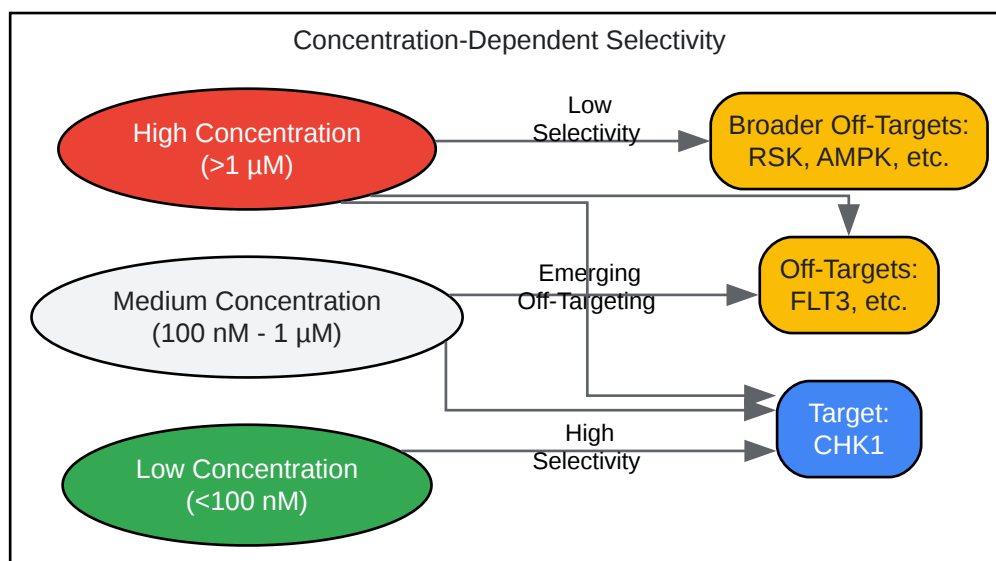 Concentration-Dependent Selectivity
High Concentration
(>1 µM)
Low
Selectivity
Broader Off-Targets:
RSK, AMPK, etc.
Medium Concentration
(100 nM - 1 µM)
Emerging
Off-Targeting
Off-Targets:
FLT3, etc.
Low Concentration
(<100 nM)
High
Selectivity
Target:
CHK1